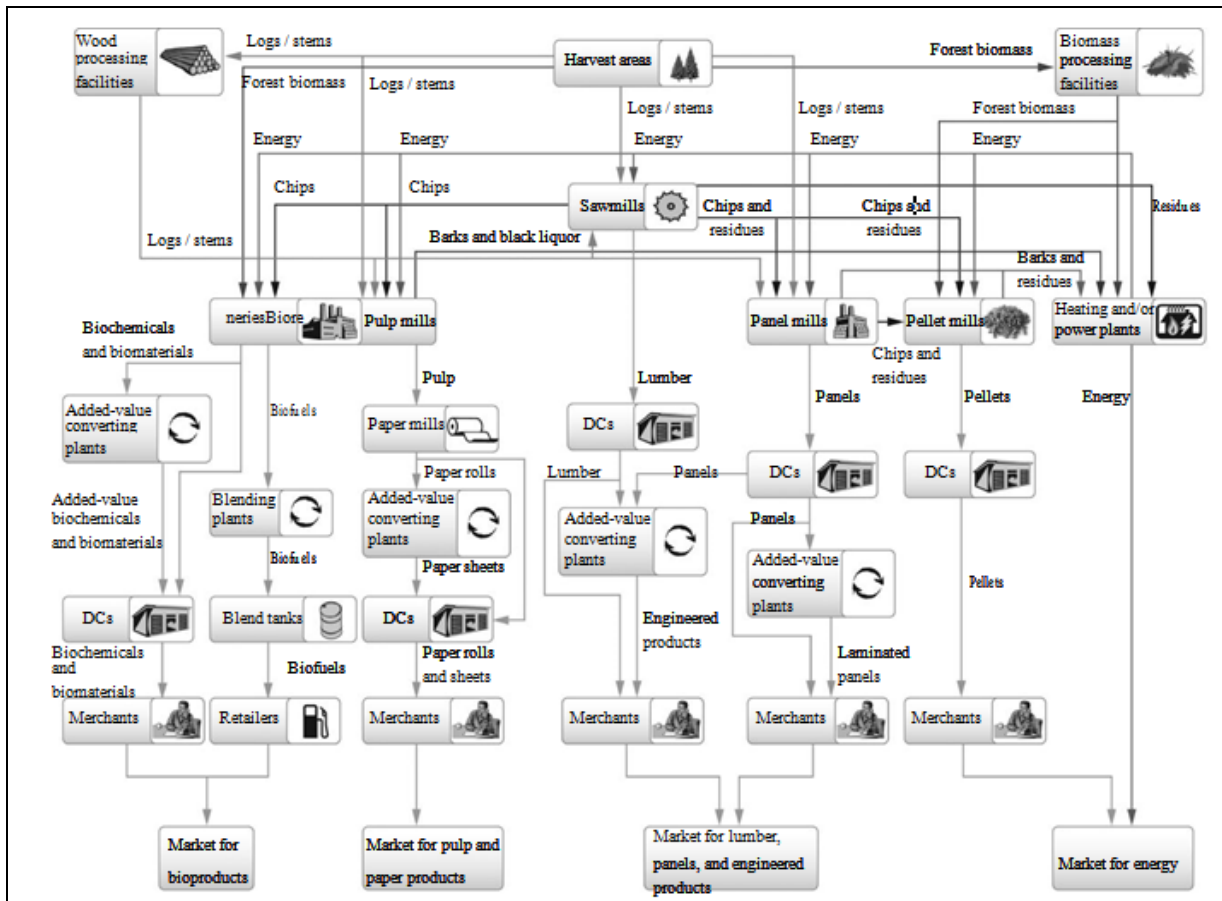 Wood
processing
facilities
Logs / stems
Harvest areas
Forest biomass
Biomass
processing
facilities
Forest biomass
Logs / stems
Logs / stems
Logs / stems
Forest biomass
Energy
Energy
Energy
Energy
Energy
Chips
Chips
Sawmills
Chips and
residues
Chips and
residues
Residues
Logs / stems
Barks and black liquor
Barks and
residues
neriesBiore
Pulp mills
Panel mills
Pellet mills
Heating and/or
power plants
Biochemicals
and biomaterials
Chips and
residues
Pulp
Lumber
Biofuels
Panels
Pellets
Energy
Added-value
converting
plants
Paper mills
DCs
Paper rolls
Lumber
Panels
DCs
DCs
Added-value
biochemicals
and biomaterials
Blending
plants
Added-value
converting
plants
Added-value
converting
plants
Panels
Biofuels
Paper sheets
Added-value
converting
plants
Pellets
DCs
Blend tanks
DCs
Engineered
products
Biochemicals
and
biomaterials
Biofuels
Paper rolls
and sheets
Laminated
panels
Merchants
Retailers
Merchants
Merchants
Merchants
Merchants
Market for
bioproducts
Market for pulp and
paper products
Market for lumber,
panels, and engineered
products
Market for energy